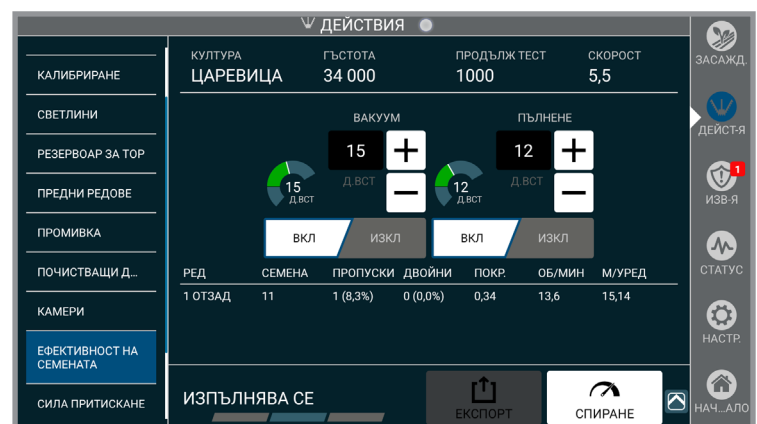 ДЕЙСТВИЯ
КАЛИБРИРАНЕ
СВЕТЛИНИ
РЕЗЕРВОАР ЗА ТОР
ПРЕДНИ РЕДОВЕ
ПРОМИВКА
ПОЧИСТВАЩИ Д...
КАМЕРИ
ЕФЕКТИВНОСТ НА
СЕМЕНАТА
СИЛА ПРИТИСКАНЕ
КУЛТУРА ГЪСТОТА ПРОДЪЛЖ ТЕСТ СКОРОСТ
ЦАРЕВИЦА 34 000 1000 5,5
ВАКУУМ ПЪЛНЕНЕ
15 + 12 +
15 Д.ВСТ Д.ВСТ − 12 Д.ВСТ Д.ВСТ −
ВКЛ ИЗКЛ ВКЛ ИЗКЛ
РЕД СЕМЕНА ПРОПУСКИ ДВОЙНИ ПОКР. ОБ/МИН М/УРЕД
1 ОТЗАД 11 1 (8,3%) 0 (0,0%) 0,34 13,6 15,14
ИЗПЪЛНЯВА СЕ
ЕКСПОРТ
СПИРАНЕ
ЗАСАЖД.
ДЕЙСТ-Я
1
ИЗВ-Я
СТАТУС
НАСТР.
НАЧ...АЛО